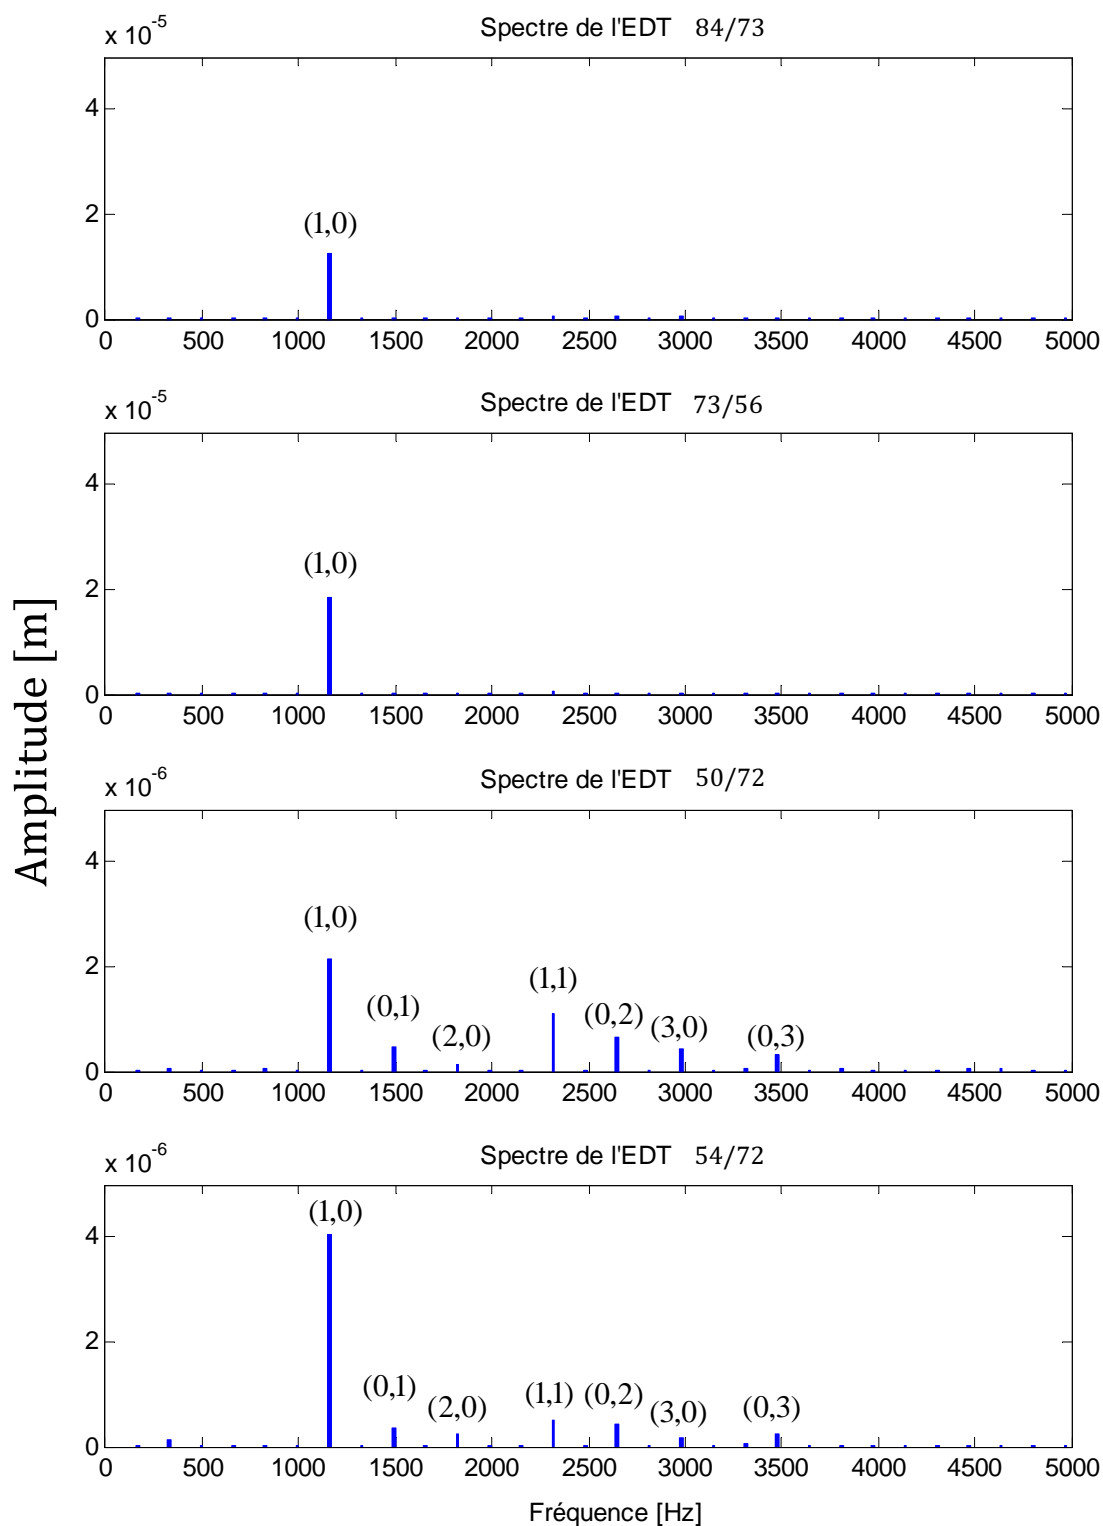 x 10-5
Spectre de l'EDT 84/73
4
2
0
(1,0)
0 500 1000 1500 2000 2500 3000 3500 4000 4500 5000
x 10-5
Spectre de l'EDT 73/56
4
2
0
(1,0)
0 500 1000 1500 2000 2500 3000 3500 4000 4500 5000
Amplitude [m]
x 10-6
Spectre de l'EDT 50/72
4
2
0
(1,0)
(0,1)
(2,0)
(1,1)
(0,2)
(3,0)
(0,3)
0 500 1000 1500 2000 2500 3000 3500 4000 4500 5000
x 10-6
Spectre de l'EDT 54/72
4
2
0
(1,0)
(0,1)
(2,0)
(1,1)
(0,2)
(3,0)
(0,3)
0 500 1000 1500 2000 2500 3000 3500 4000 4500 5000
Fréquence [Hz]